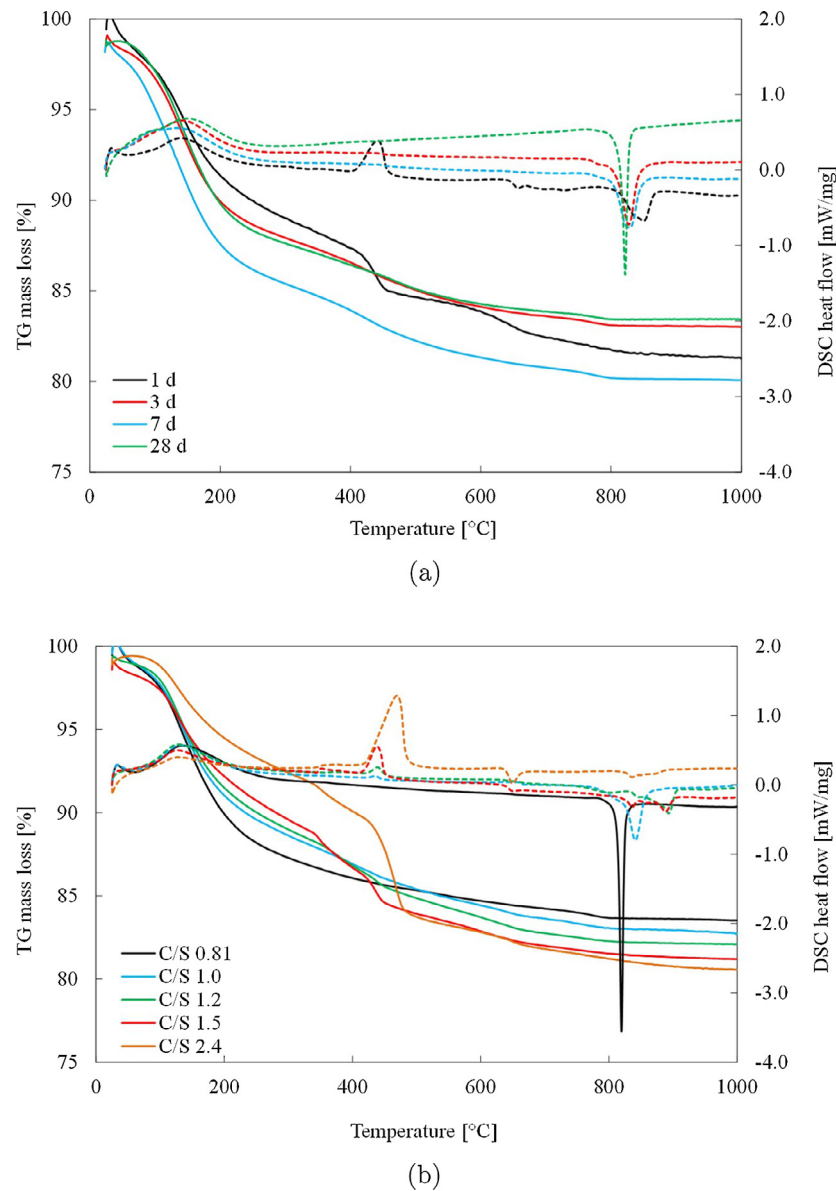 100
95
90
85
80
75
TG mass loss [%]
2.0
1.0
0.0
-1.0
-2.0
-3.0
-4.0
DSC heat flow [mW/mg]
1 d
3 d
7 d
28 d
0 200 400 600 800 1000
Temperature [°C]
(a)
100
95
90
85
80
75
TG mass loss [%]
2.0
1.0
0.0
-1.0
-2.0
-3.0
-4.0
DSC heat flow [mW/mg]
C/S 0.81
C/S 1.0
C/S 1.2
C/S 1.5
C/S 2.4
0 200 400 600 800 1000
Temperature [°C]
(b)